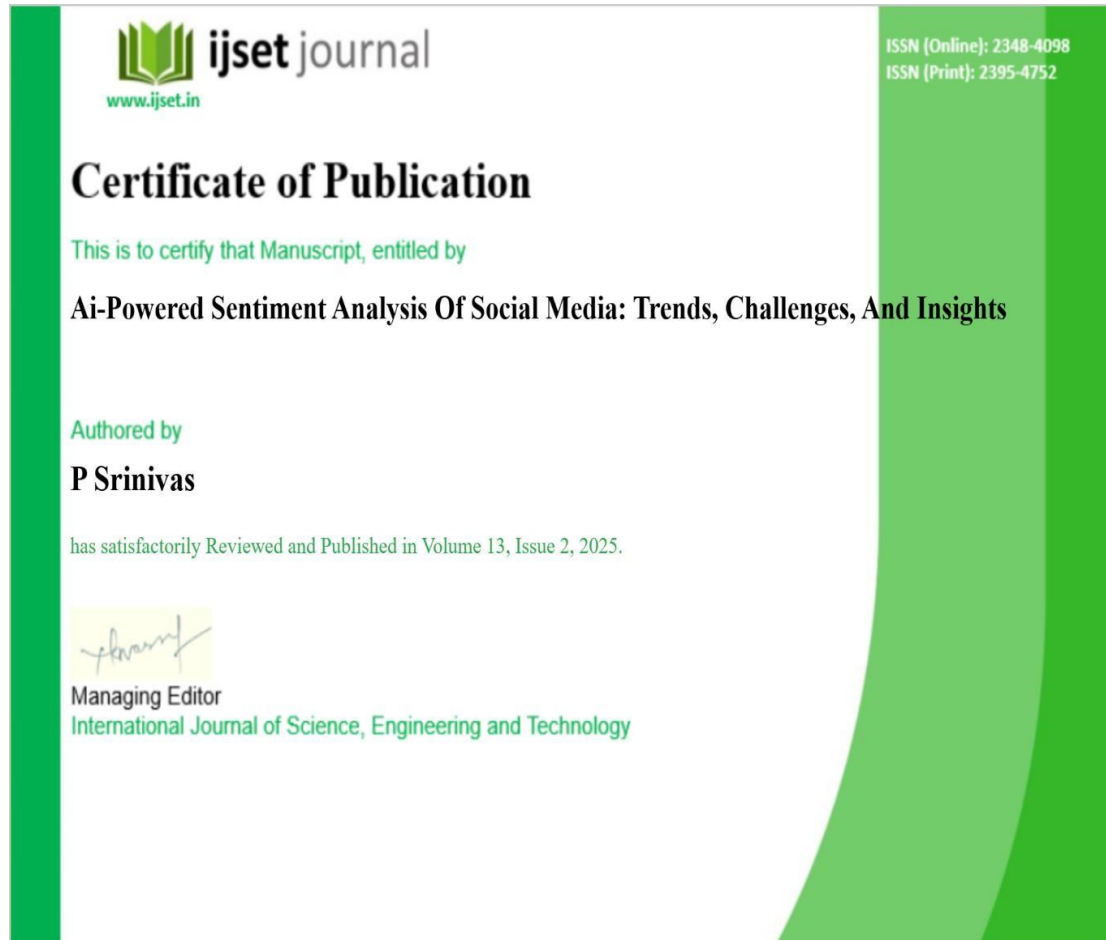 ijset journal
www.ijset.in
ISSN (Online): 2348-4098
ISSN (Print): 2395-4752
Certificate of Publication
This is to certify that Manuscript, entitled by
Ai-Powered Sentiment Analysis Of Social Media: Trends, Challenges, And Insights
Authored by
P Srinivas
has satisfactorily Reviewed and Published in Volume 13, Issue 2, 2025.
Managing Editor
International Journal of Science, Engineering and Technology